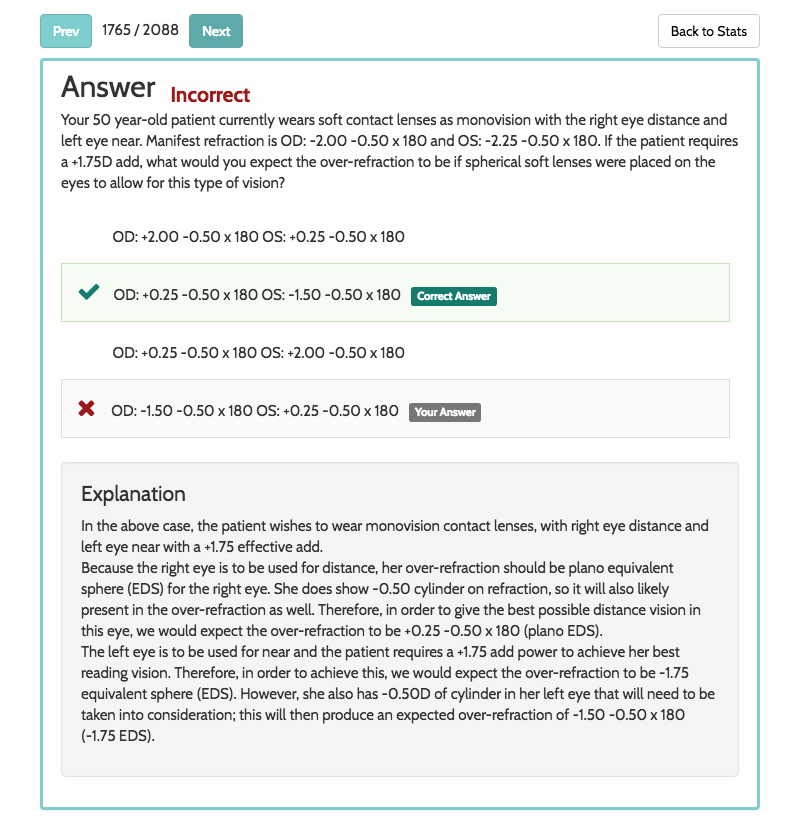 Prev 1765 / 2088 Next Back to Stats
Answer Incorrect
Your 50 year-old patient currently wears soft contact lenses as monovision with the right eye distance and
left eye near. Manifest refraction is OD: -2.00 -0.50 x 180 and OS: -2.25 -0.50 x 180. If the patient requires
a +1.75D add, what would you expect the over-refraction to be if spherical soft lenses were placed on the
eyes to allow for this type of vision?
OD: +2.00 -0.50 x 180 OS: +0.25 -0.50 x 180
OD: +0.25 -0.50 x 180 OS: -1.50 -0.50 x 180 Correct Answer
OD: +0.25 -0.50 x 180 OS: +2.00 -0.50 x 180
OD: -1.50 -0.50 x 180 OS: +0.25 -0.50 x 180 Your Answer
Explanation
In the above case, the patient wishes to wear monovision contact lenses, with right eye distance and
left eye near with a +1.75 effective add.
Because the right eye is to be used for distance, her over-refraction should be plano equivalent
sphere (EDS) for the right eye. She does show -0.50 cylinder on refraction, so it will also likely
present in the over-refraction as well. Therefore, in order to give the best possible distance vision in
this eye, we would expect the over-refraction to be +0.25 -0.50 x 180 (plano EDS).
The left eye is to be used for near and the patient requires a +1.75 add power to achieve her best
reading vision. Therefore, in order to achieve this, we would expect the over-refraction to be -1.75
equivalent sphere (EDS). However, she also has -0.50D of cylinder in her left eye that will need to be
taken into consideration; this will then produce an expected over-refraction of -1.50 -0.50 x 180
(-1.75 EDS).